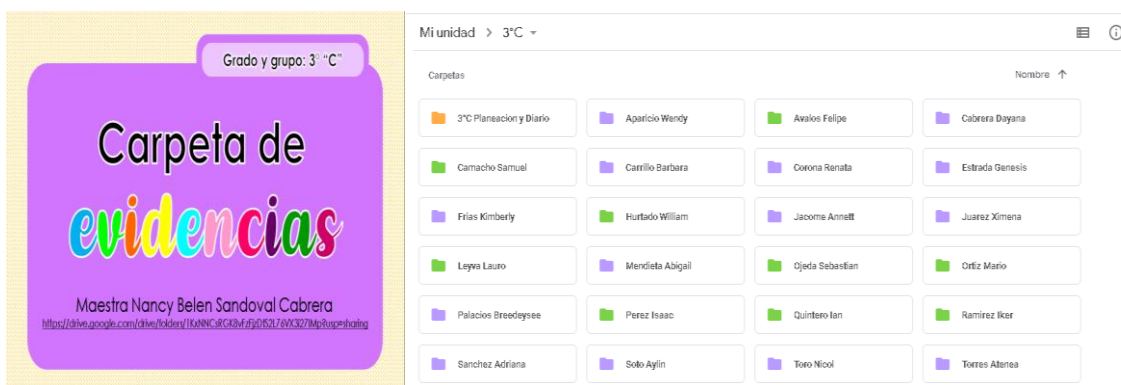 Grado y grupo: 3° “C”
Carpeta de
evidencias
Maestra Nancy Belen Sandoval Cabrera
Mi unidad > 3°C
Carpetas
Nombre
3°C Planeacion y Diario
Aparicio Wendy
Avalos Felipe
Cabrera Dayana
Camacho Samuel
Carrillo Barbara
Corona Renata
Estrada Genesis
Frias Kimberly
Hurtado William
Jacome Annett
Juarez Ximena
Leyva Lauro
Mendieta Abigail
Ojeda Sebastian
Ortiz Mario
Palacios Breedeysee
Perez Isaac
Quintero Ian
Ramirez Iker
Sanchez Adriana
Soto Aylin
Toro Nicol
Torres Atenea